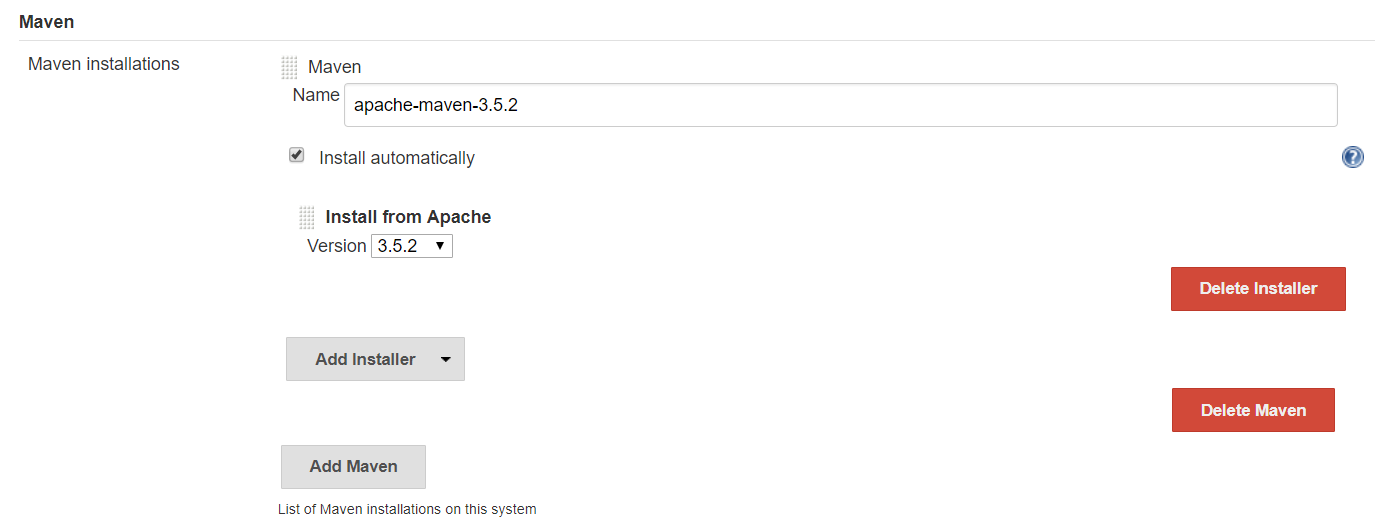 Maven
Maven installations
Maven
Name apache-maven-3.5.2
Install automatically
Install from Apache
Version 3.5.2
Delete Installer
Add Installer
Delete Maven
Add Maven
List of Maven installations on this system